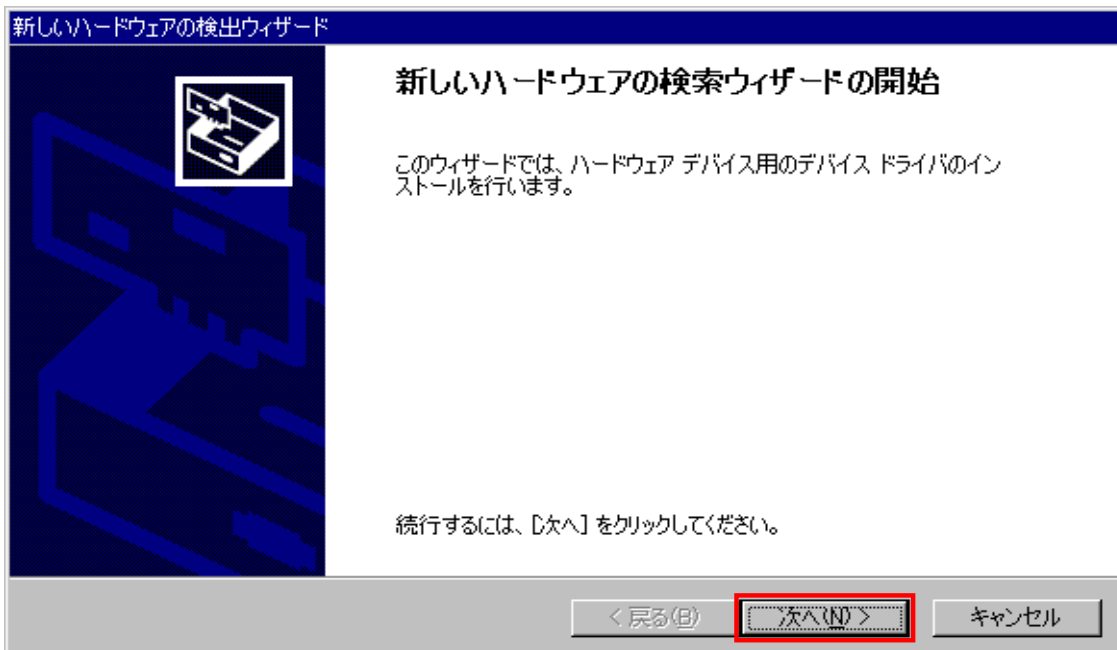 新しいハードウェアの検出ウィザード
新しいハードウェアの検索ウィザードの開始
このウィザードでは、ハードウェア デバイス用のデバイス ドライバのイン
ストールを行います。
続行するには、[次へ] をクリックしてください。
< 戻る(B)
次へ(N) >
キャンセル